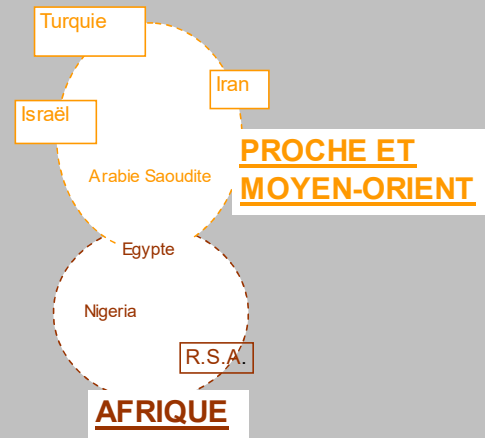 Turquie
Iran
Israël
PROCHE ET
MOYEN-ORIENT
Arabie Saoudite
Egypte
Nigeria
R.S.A.
AFRIQUE